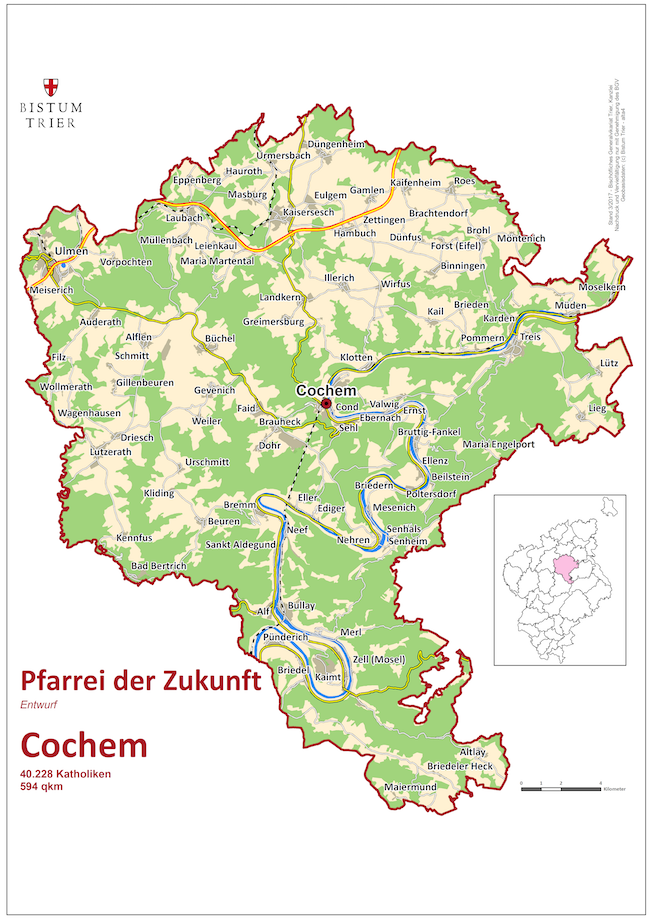 BISTUM
TRIER
Stand 3/2017 - Bischöfliches Generalvikariat Trier, Kanzlei
Nachdruck und Vervielfältigung nur mit Genehmigung des BGV
Geobasisdaten: (c) Bistum Trier - alta4
Düngenheim
Urmersbach
Hauroth
Eppenberg
Masburg
Eulgem
Gamlen
Kaifenheim
Roes
Laubach
Kaisersesch
Zettingen
Brachtendorf
Hambuch
Dünfus
Brohl
Müllenbach
Leienkaul
Forst (Eifel)
Montenich
Ulmen
Vorpochten
Maria Martental
Binningen
Meiserich
Illerich
Wirfus
Moselkern
Landkern
Brieden
Müden
Kail
Karden
Auderath
Greimersburg
Alflen
Büchel
Pommern
Treis
Filz
Schmitt
Klotten
Lütz
Wollmerath
Gillenbeuren
Gevenich
Cochem
Wagenhausen
Faid
Cond
Valwig
Ernst
Lieg
Weiler
Brauheck
Ebernach
Sehl
Driesch
Bruttig-Fankel
Lutzerath
Dohr
Maria Engelport
Urschmitt
Ellenz
Beilstein
Kliding
Briedern
Poltersdorf
Bremm
Eller
Ediger
Mesenich
Beuren
Neef
Senhals
Kennfus
Sankt Aldegund
Nehren
Senheim
Bad Bertrich
Alf
Bullay
Merl
Pünderich
Zell (Mosel)
Briedel
Kaimt
Pfarrei der Zukunft
Entwurf
Cochem
40.228 Katholiken
594 qkm
Altlay
Briedeler Heck
Maiermund
0 1 2 4 Kilometer